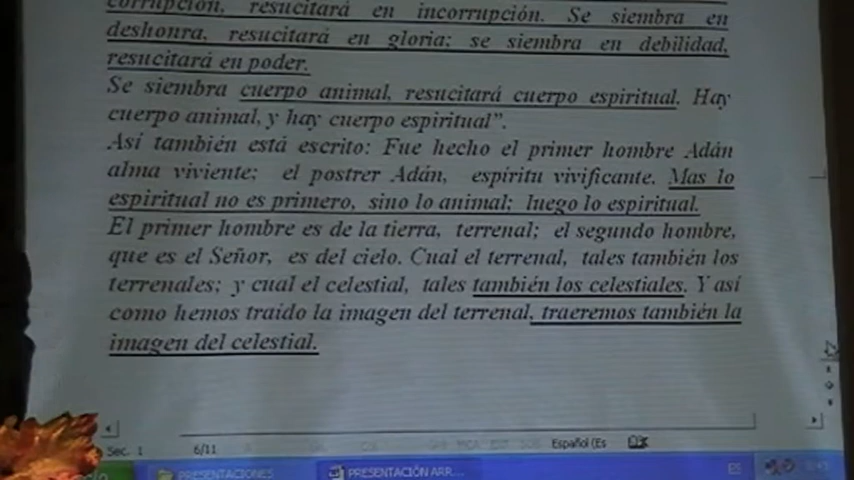 corrupción, resucitará en incorrupción. Se siembra en
deshonra, resucitará en gloria; se siembra en debilidad,
resucitará en poder.
Se siembra cuerpo animal, resucitará cuerpo espiritual. Hay
cuerpo animal, y hay cuerpo espiritual”.
Así también está escrito: Fue hecho el primer hombre Adán
alma viviente; el postrer Adán, espíritu vivificante. Mas lo
espiritual no es primero, sino lo animal; luego lo espiritual.
El primer hombre es de la tierra, terrenal; el segundo hombre,
que es el Señor, es del cielo. Cual el terrenal, tales también los
terrenales; y cual el celestial, tales también los celestiales. Y así
como hemos traído la imagen del terrenal, traeremos también la
imagen del celestial.
Sec. 1 6/11 Español (Es
PRESENTACIONES PRESENTACIÓN ARR...